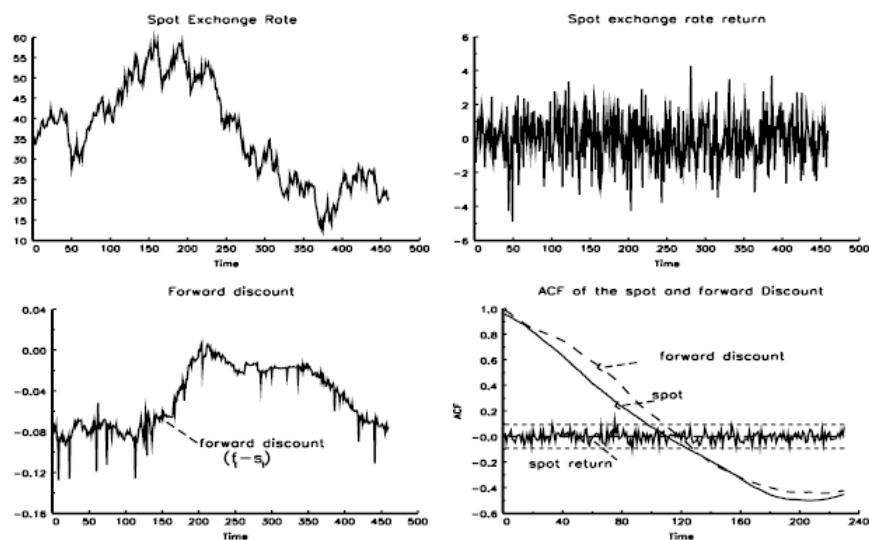 Spot Exchange Rate
60
55
50
45
40
35
30
25
20
15
10
0 50 100 150 200 250 300 350 400 450 500
Time
Spot exchange rate return
6
4
2
0
-2
-4
-6
0 50 100 150 200 250 300 350 400 450 500
Time
Forward discount
0.04
0.00
-0.04
-0.08
-0.12
-0.16
forward discount
(f_t-s_t)
0 50 100 150 200 250 300 350 400 450 500
Time
ACF of the spot and forward Discount
ACF
1.0
0.8
0.6
0.4
0.2
-0.0
-0.2
-0.4
-0.6
forward discount
spot
spot return
0 40 80 120 160 200 240
Time